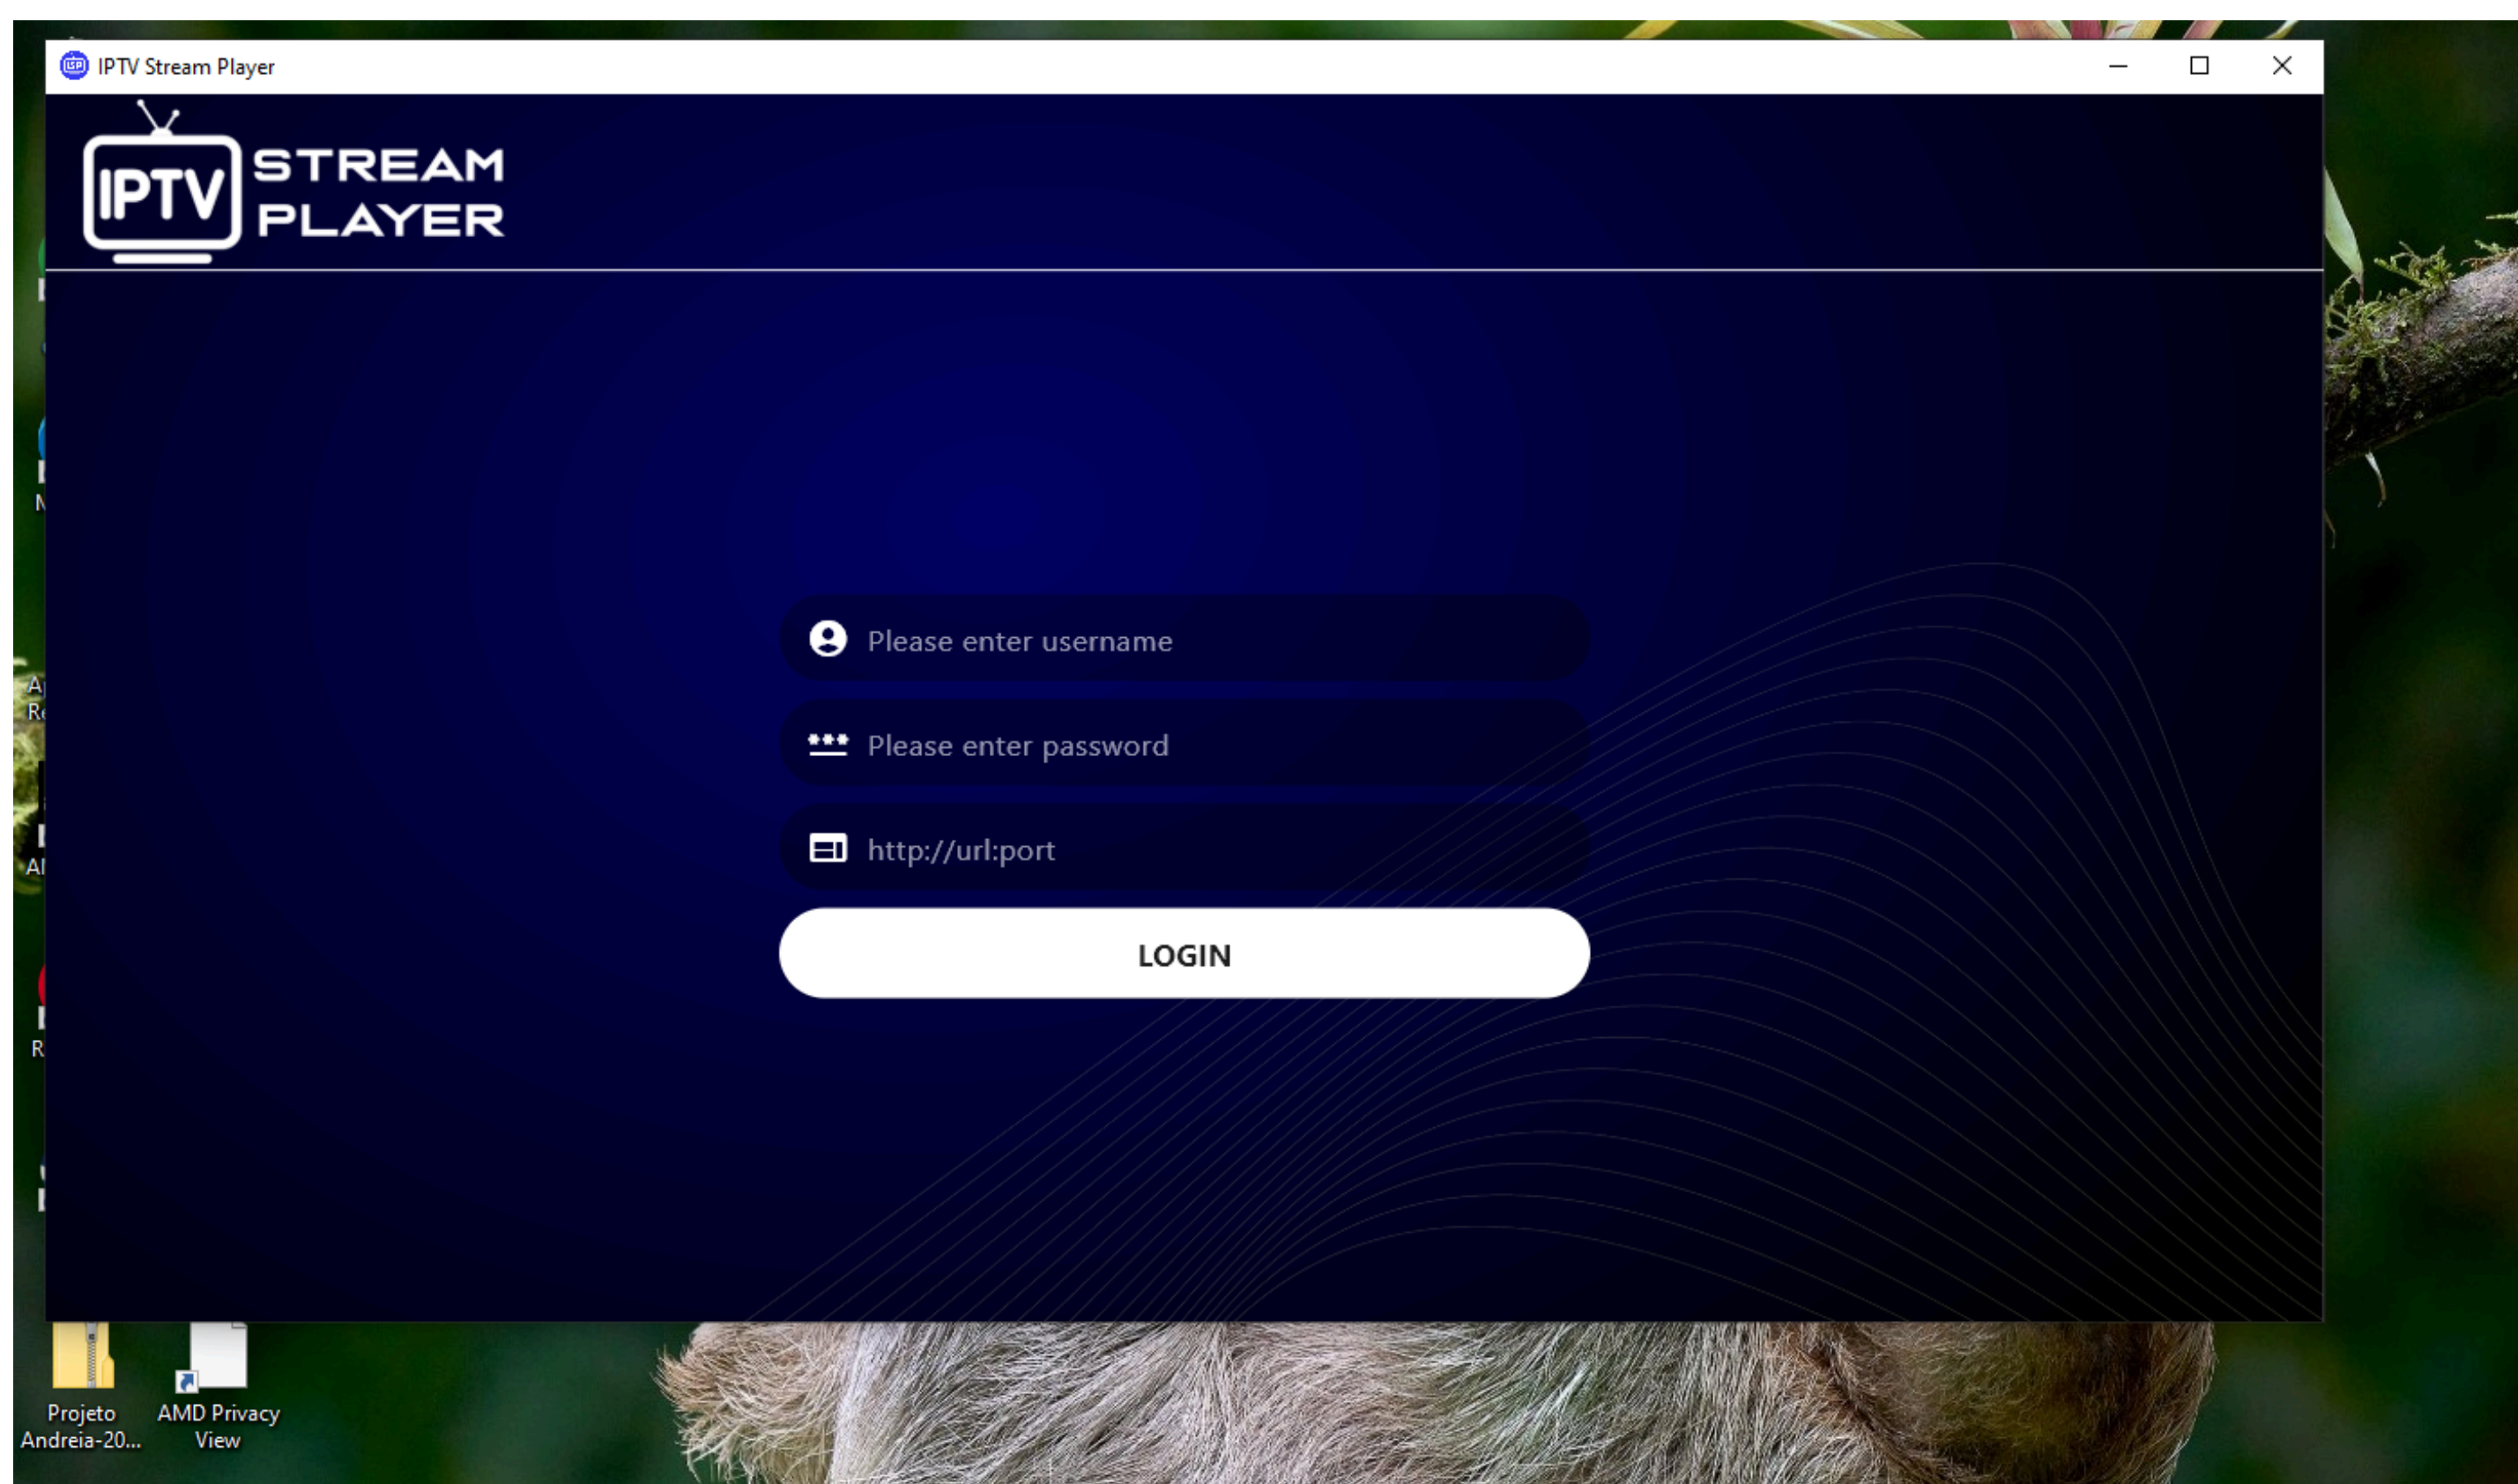 IPTV Stream Player
IPTV STREAM
PLAYER
Please enter username
Please enter password
http://url:port
LOGIN
Projeto
Andreia-20...
AMD Privacy
View